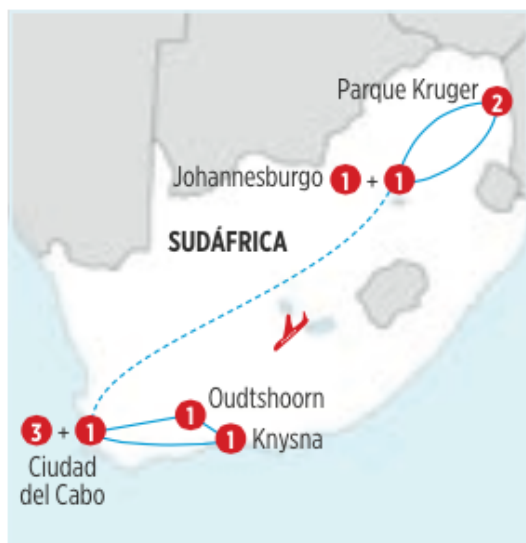 Parque Kruger 2
Johannesburgo 1 + 1
SUDÁFRICA
1 Oudtshoorn
3 + 1
1 Knysna
Ciudad
del Cabo